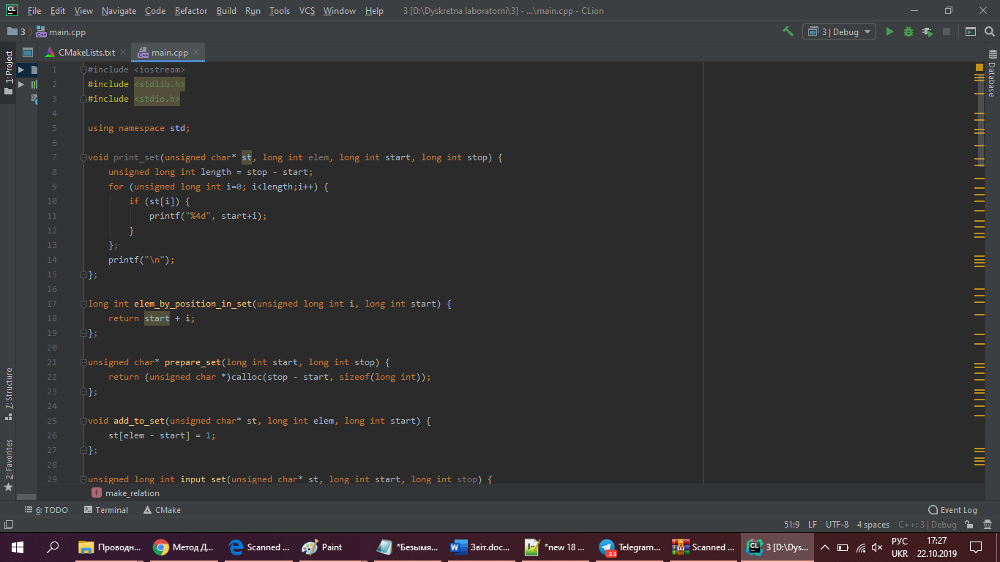 File Edit View Navigate Code Refactor Build Run Tools VCS Window Help 3 [D:\Dyskretna laboratorni\3] - ...\main.cpp - CLion
3 main.cpp 3 | Debug
CMakeLists.txt main.cpp
1: Project
Database
1 #include <iostream>
2 #include <stdlib.h>
3 #include <stdio.h>
4
5 using namespace std;
6
7 void print_set(unsigned char* st, long int elem, long int start, long int stop) {
8 unsigned long int length = stop - start;
9 for (unsigned long int i=0; i<length;i++) {
10 if (st[i]) {
11 printf("%4d", start+i);
12 }
13 };
14 printf("\n");
15 };
16
17 long int elem_by_position_in_set(unsigned long int i, long int start) {
18 return start + i;
19 };
20
21 unsigned char* prepare_set(long int start, long int stop) {
22 return (unsigned char *)calloc(stop - start, sizeof(long int));
23 };
24
25 void add_to_set(unsigned char* st, long int elem, long int start) {
26 st[elem - start] = 1;
27 };
28
29 unsigned long int input_set(unsigned char* st, long int start, long int stop) {
7: Structure
2: Favorites
f make_relation
6: TODO Terminal CMake Event Log
51:9 LF UTF-8 4 spaces C++: 3 | Debug
Проводн... Метод Д... Scanned ... Paint *Безымя... Звіт.doc... *new 18 ... Telegram... 93 Scanned ... 3 [D:\Dys... РУС 17:27
UKR 22.10.2019